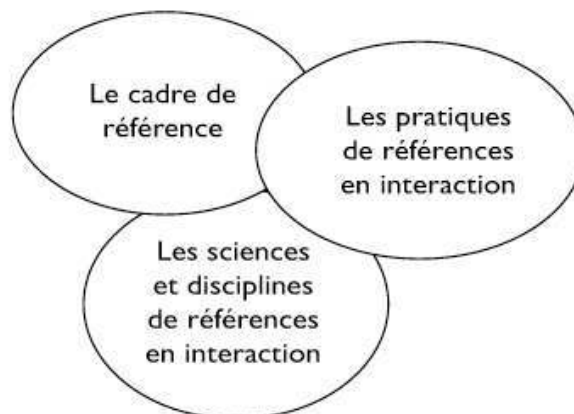 Le cadre de
référence
Les pratiques
de références
en interaction
Les sciences
et disciplines
de références
en interaction